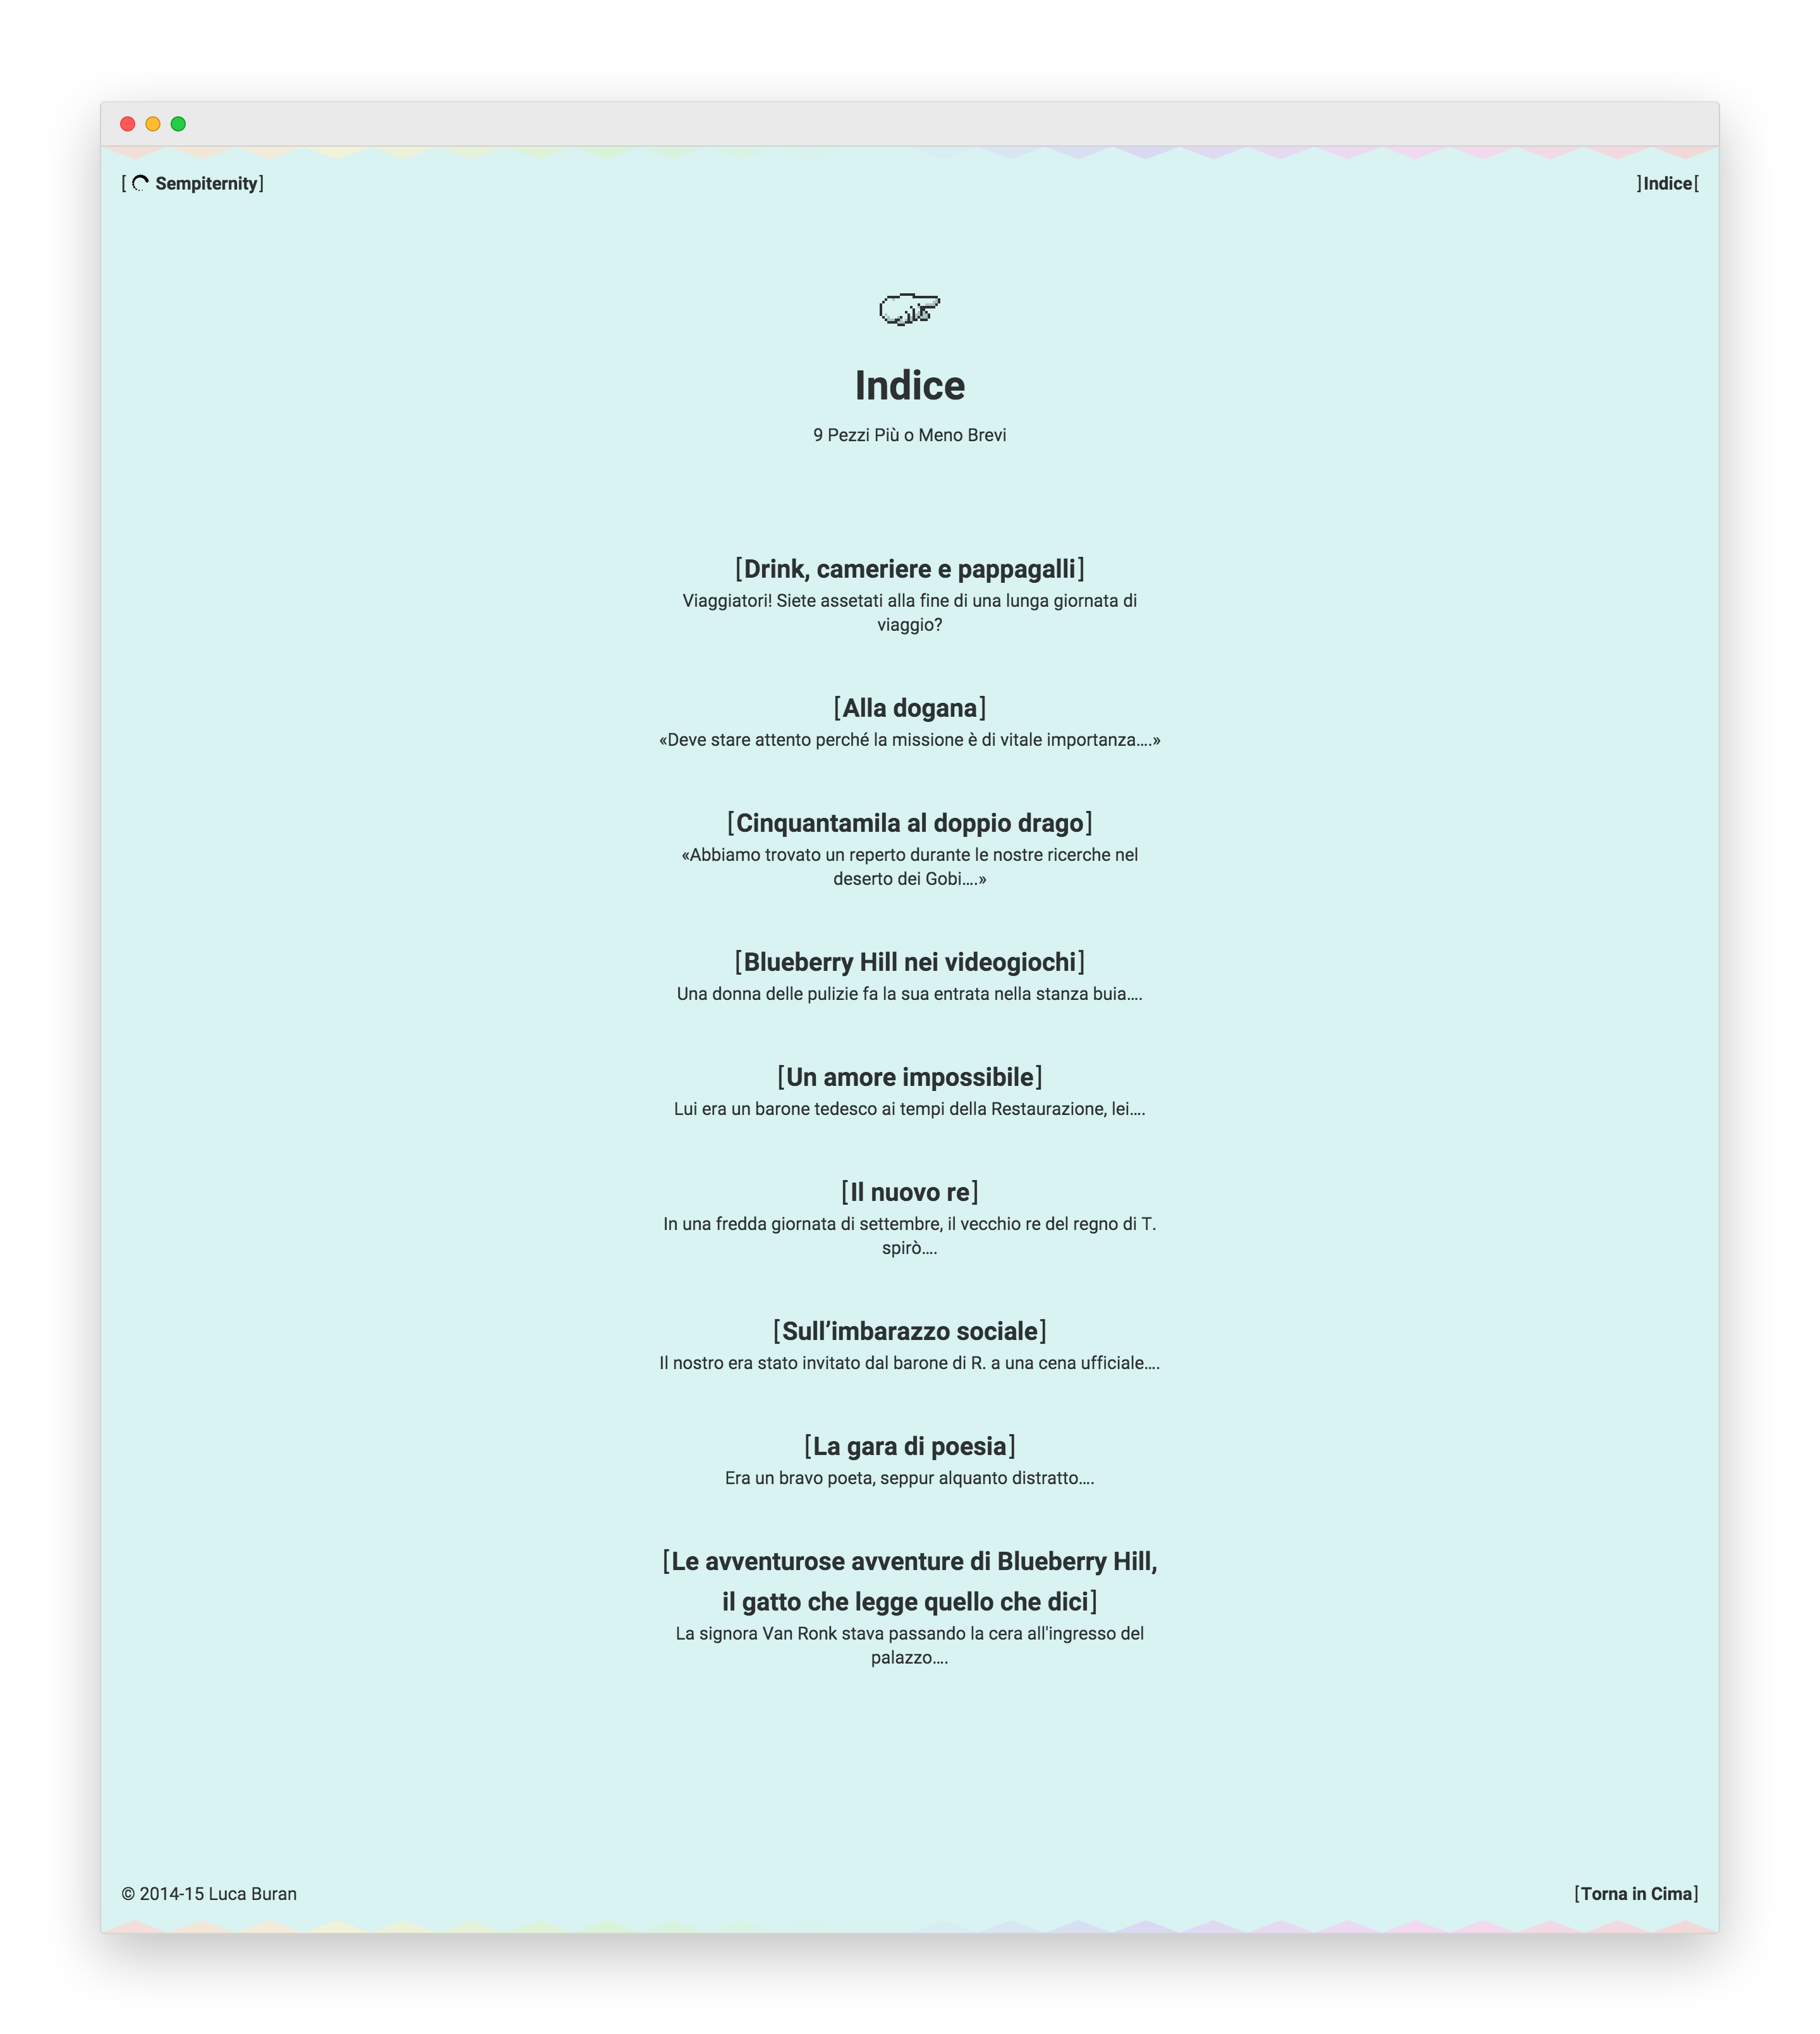 [ Sempiternity]
]Indice[
Indice
9 Pezzi Più o Meno Brevi
[Drink, cameriere e pappagalli]
Viaggiatori! Siete assetati alla fine di una lunga giornata di
viaggio?
[Alla dogana]
«Deve stare attento perché la missione è di vitale importanza….»
[Cinquantamila al doppio drago]
«Abbiamo trovato un reperto durante le nostre ricerche nel
deserto dei Gobi….»
[Blueberry Hill nei videogiochi]
Una donna delle pulizie fa la sua entrata nella stanza buia….
[Un amore impossibile]
Lui era un barone tedesco ai tempi della Restaurazione, lei….
[Il nuovo re]
In una fredda giornata di settembre, il vecchio re del regno di T.
spirò….
[Sull’imbarazzo sociale]
Il nostro era stato invitato dal barone di R. a una cena ufficiale….
[La gara di poesia]
Era un bravo poeta, seppur alquanto distratto….
[Le avventurose avventure di Blueberry Hill,
il gatto che legge quello che dici]
La signora Van Ronk stava passando la cera all'ingresso del
palazzo….
© 2014-15 Luca Buran
[Torna in Cima]